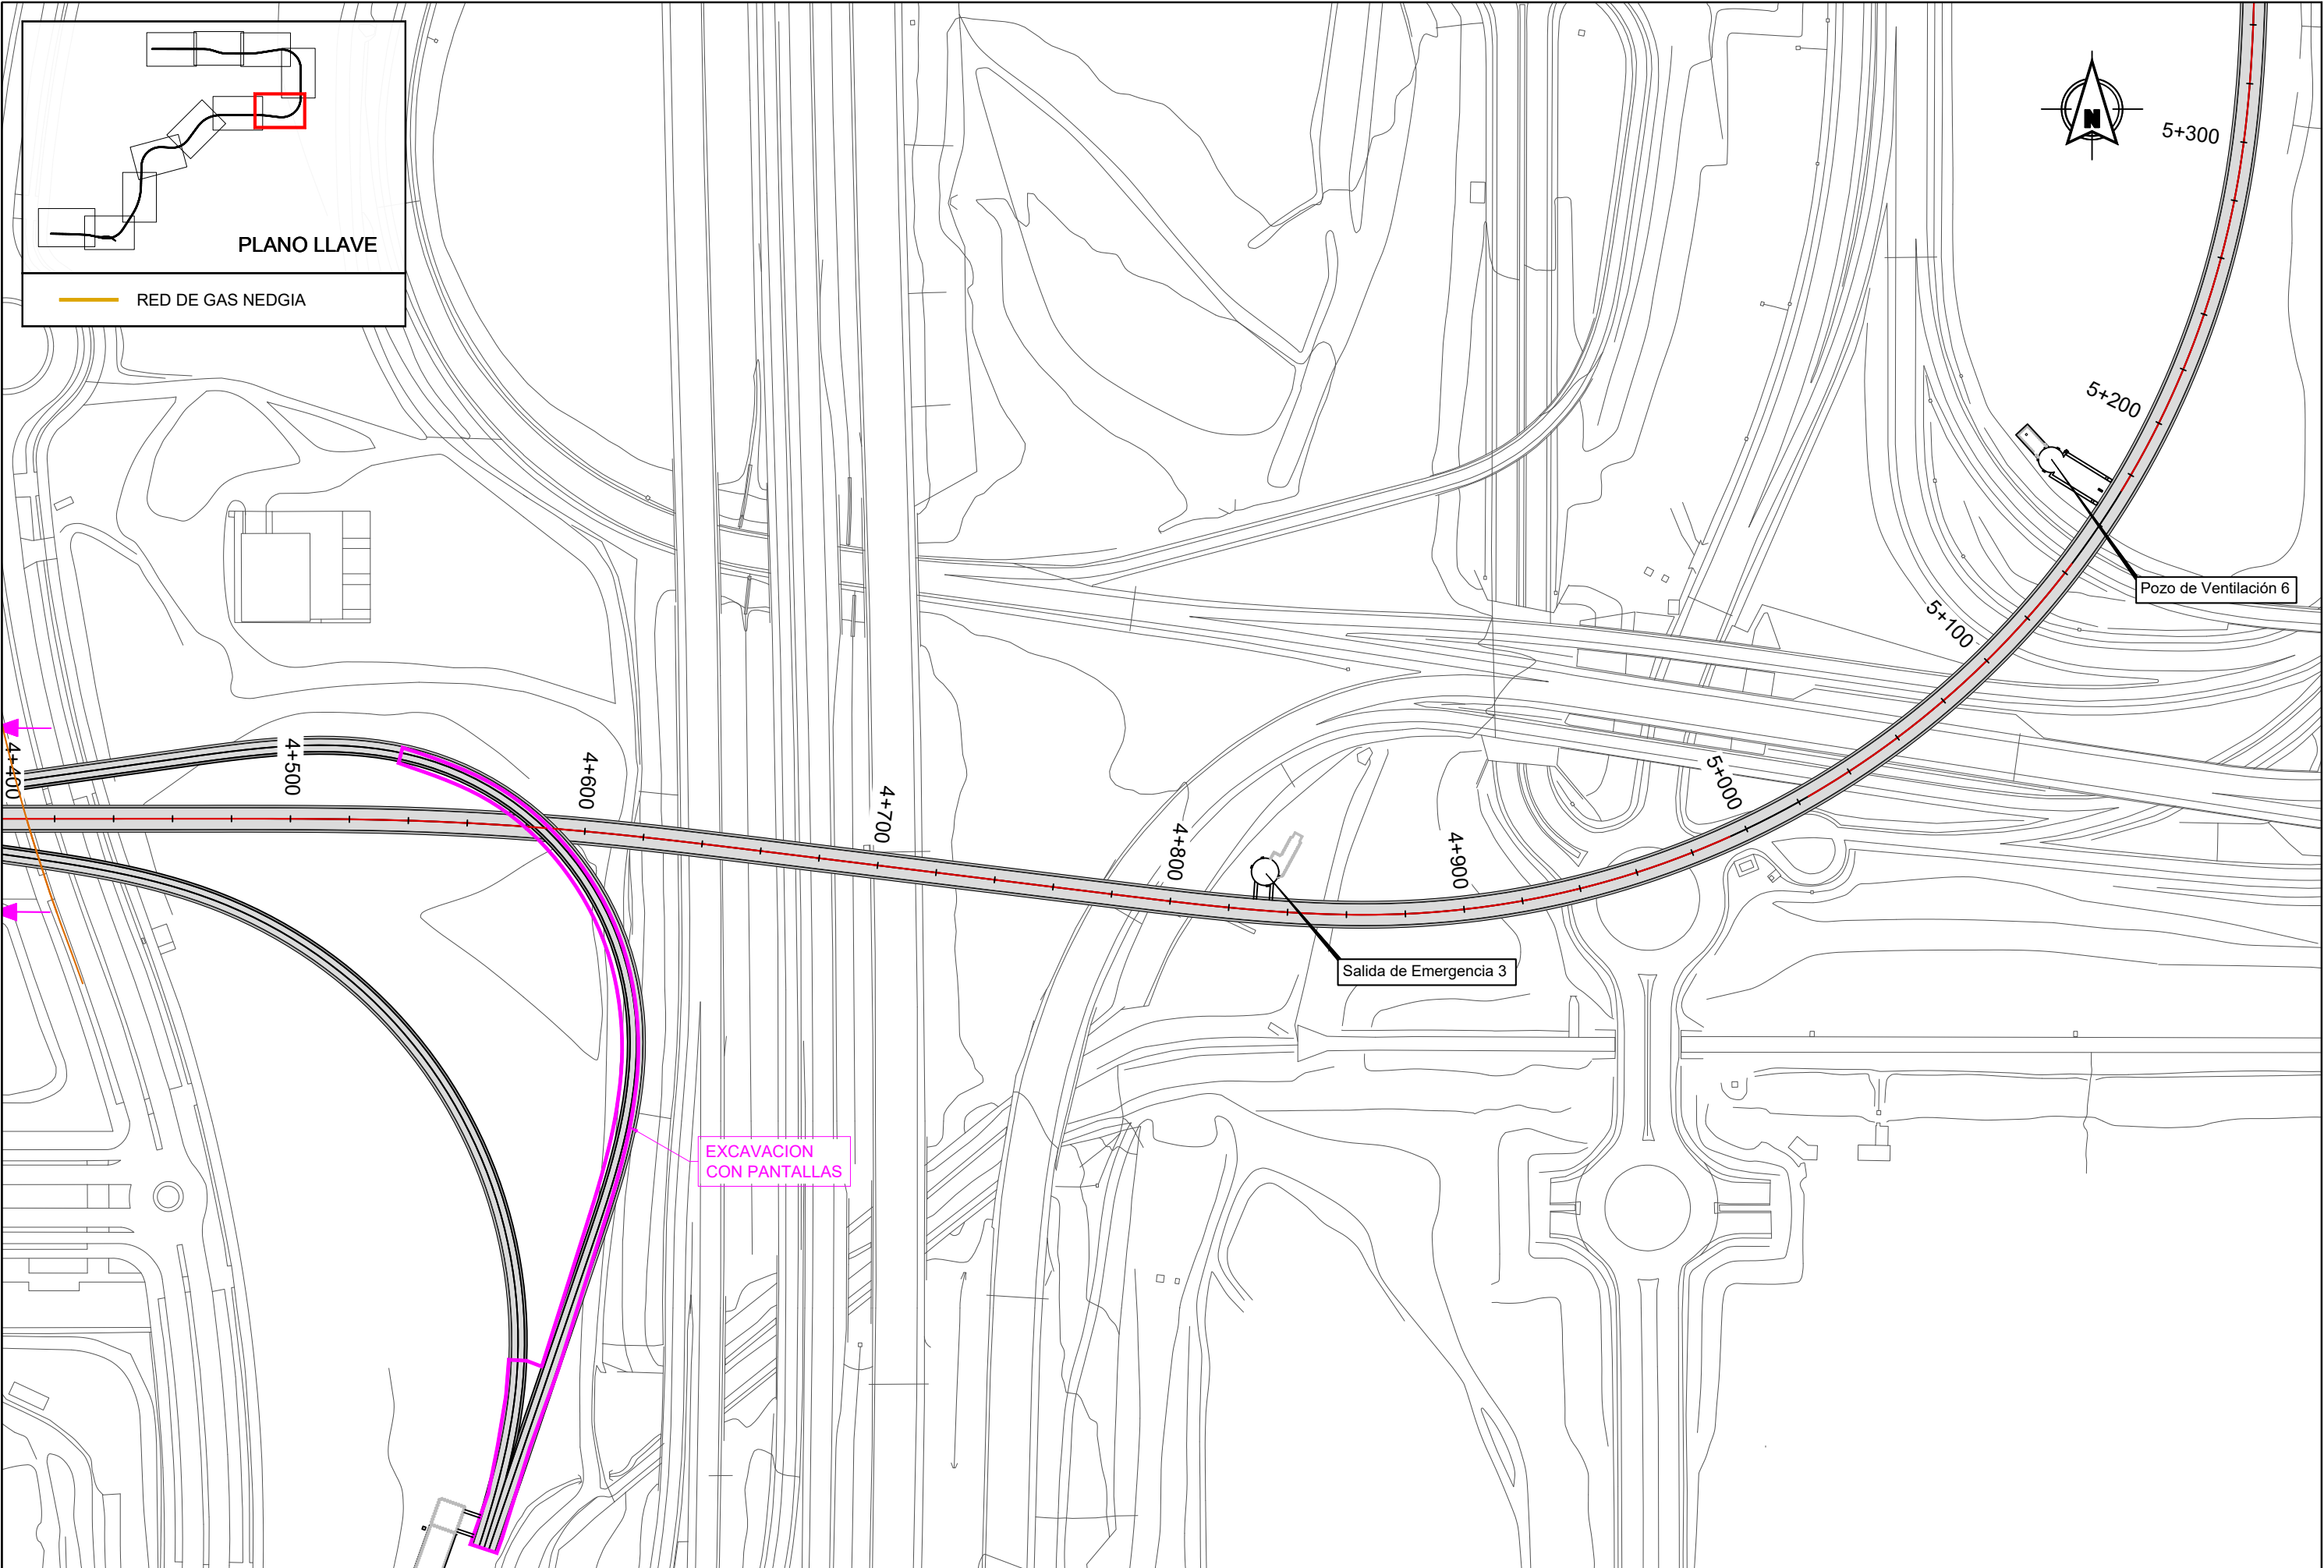 PLANO LLAVE
RED DE GAS NEDGIA
N
5+300
5+200
Pozo de Ventilación 6
5+100
5+000
4+400
4+500
4+600
4+700
4+800
4+900
Salida de Emergencia 3
EXCAVACION
CON PANTALLAS